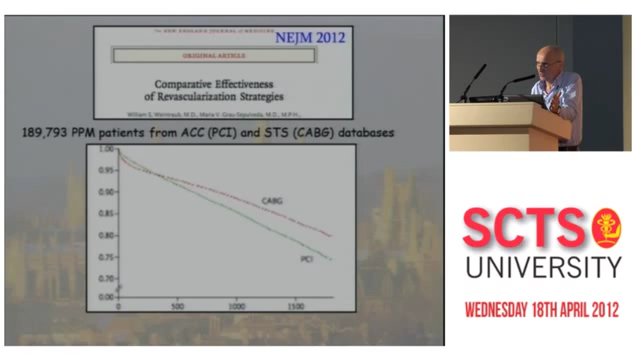 THE NEW ENGLAND JOURNAL OF MEDICINE
NEJM 2012
ORIGINAL ARTICLE
Comparative Effectiveness
of Revascularization Strategies
William S. Weintraub, M.D., Maria V. Grau-Sepulveda, M.D., M.P.H.,
189,793 PPM patients from ACC (PCI) and STS (CABG) databases
1.00
0.95
0.90
0.85
0.80
0.75
0.00
0
500
1000
1500
CABG
PCI
SCTS
UNIVERSITY
WEDNESDAY 18TH APRIL 2012